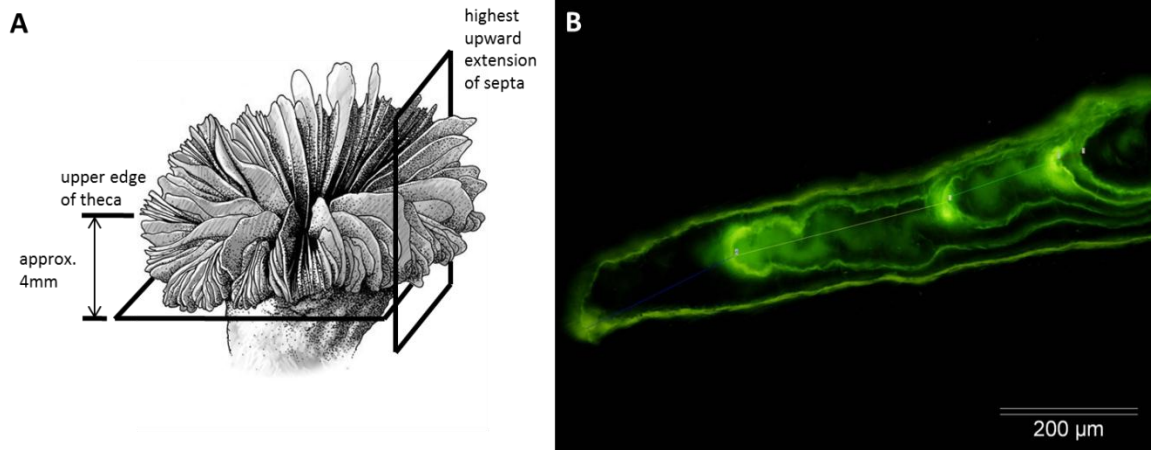 A
highest
upward
extension
of septa
upper edge
of theca
approx.
4mm
B
200 µm